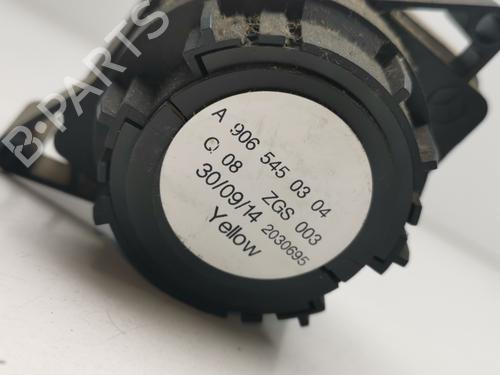 B-PARTS
A 906 545 03 04
Q 08 ZGS 003
30/09/14 2030695
Yellow